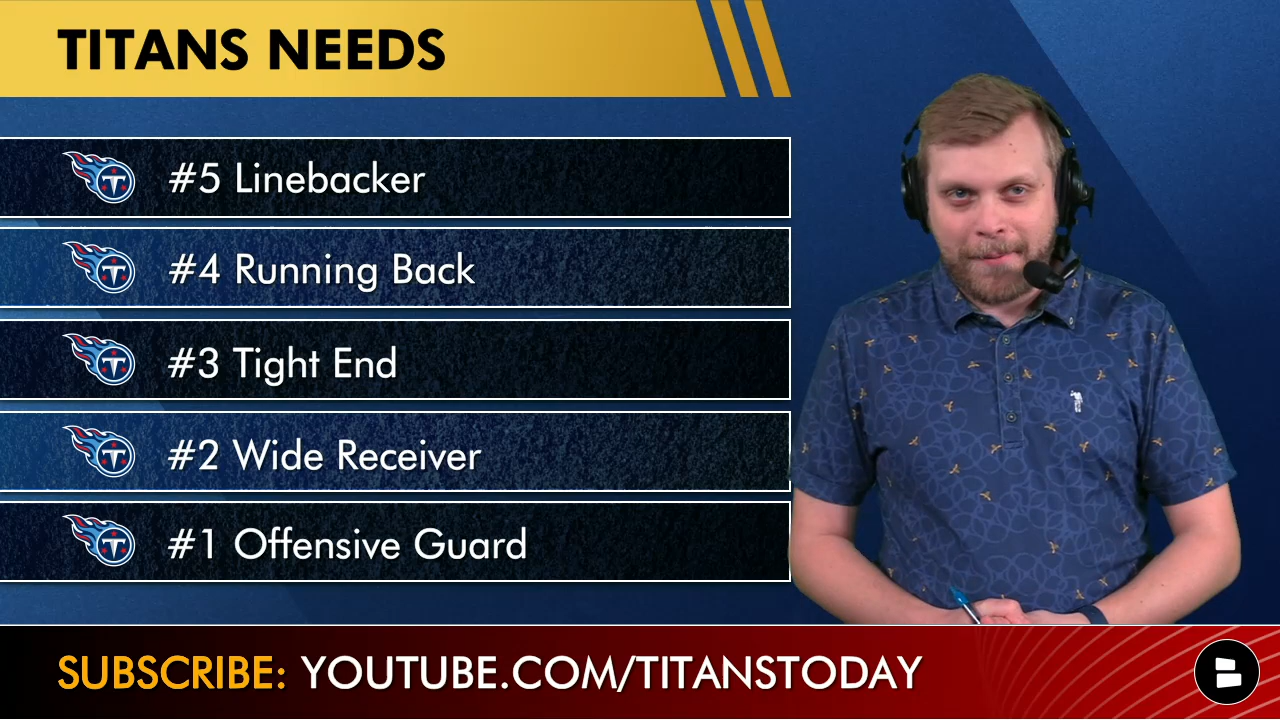 TITANS NEEDS
#5 Linebacker
#4 Running Back
#3 Tight End
#2 Wide Receiver
#1 Offensive Guard
SUBSCRIBE: YOUTUBE.COM/TITANSTODAY